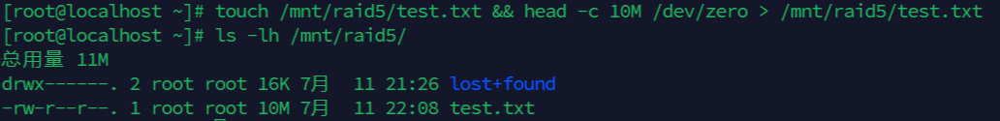 [root@localhost ~]# touch /mnt/raid5/test.txt && head -c 10M /dev/zero > /mnt/raid5/test.txt
[root@localhost ~]# ls -lh /mnt/raid5/
总用量 11M
drwx------. 2 root root 16K 7月  11 21:26 lost+found
-rw-r--r--. 1 root root 10M 7月  11 22:08 test.txt